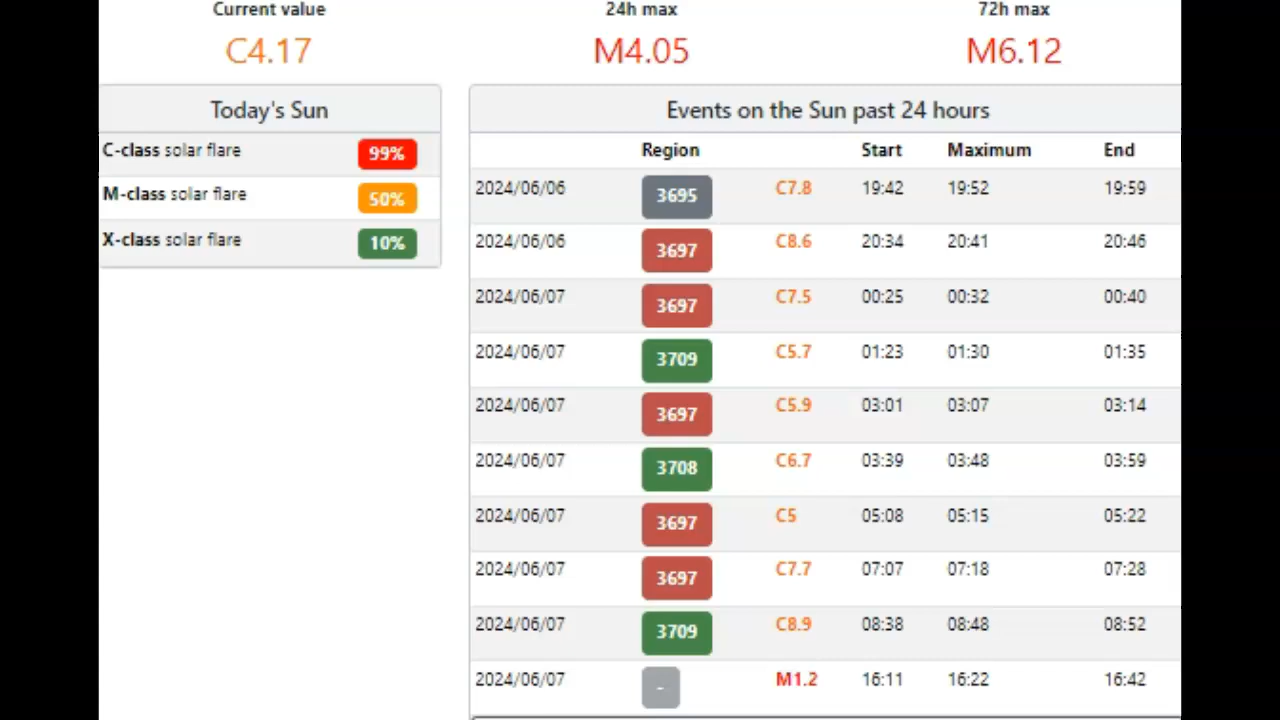 Current value 24h max 72h max
C4.17 M4.05 M6.12
Today's Sun
C-class solar flare 99%
M-class solar flare 50%
X-class solar flare 10%
Events on the Sun past 24 hours
Region Start Maximum End
2024/06/06 3695 C7.8 19:42 19:52 19:59
2024/06/06 3697 C8.6 20:34 20:41 20:46
2024/06/07 3697 C7.5 00:25 00:32 00:40
2024/06/07 3709 C5.7 01:23 01:30 01:35
2024/06/07 3697 C5.9 03:01 03:07 03:14
2024/06/07 3708 C6.7 03:39 03:48 03:59
2024/06/07 3697 C5 05:08 05:15 05:22
2024/06/07 3697 C7.7 07:07 07:18 07:28
2024/06/07 3709 C8.9 08:38 08:48 08:52
2024/06/07 - M1.2 16:11 16:22 16:42